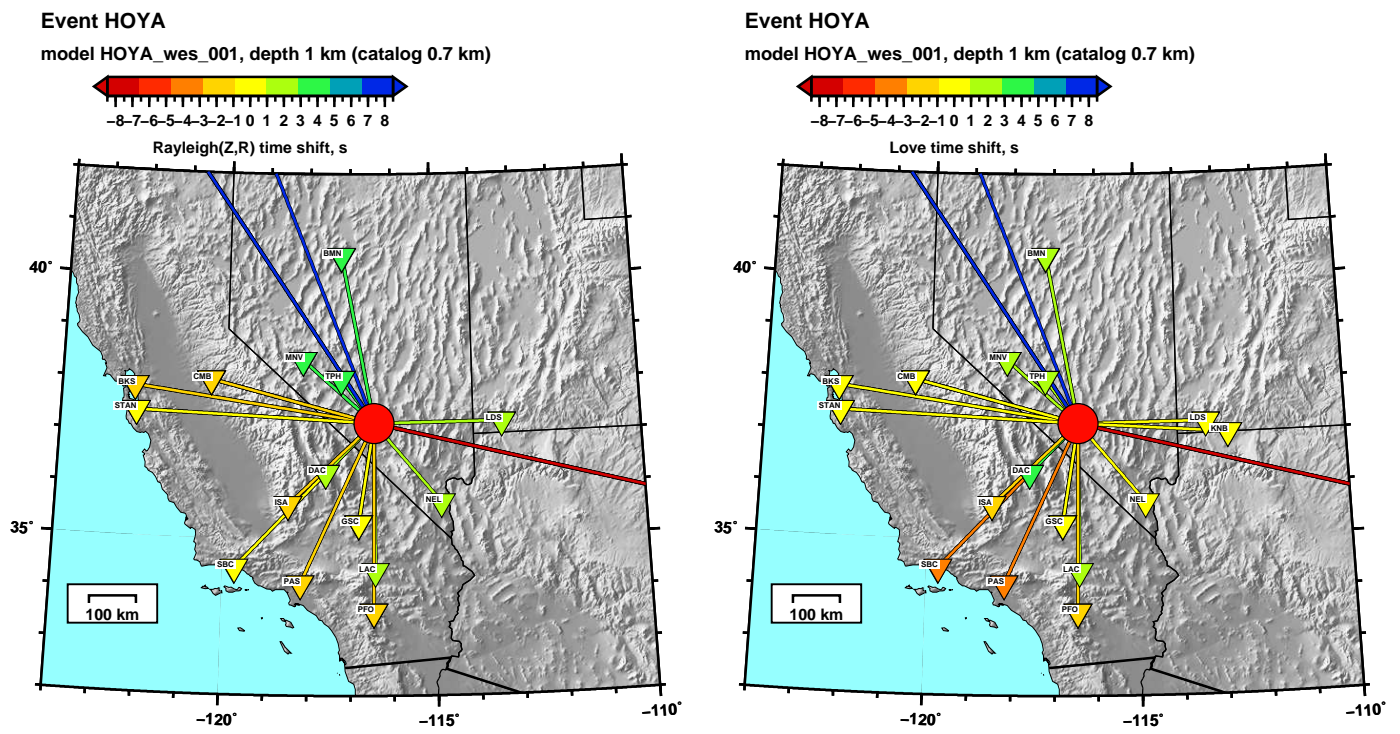 Event HOYA
model HOYA_wes_001, depth 1 km (catalog 0.7 km)
−8−7−6−5−4−3−2−1 0 1 2 3 4 5 6 7 8
Rayleigh(Z,R) time shift, s
BMN
40°
MNV
TPH
BKS
CMB
STAN
LDS
DAC
ISA
NEL
GSC
35°
SBC
LAC
PAS
PFO
100 km
−120°
−115°
−110°
Event HOYA
model HOYA_wes_001, depth 1 km (catalog 0.7 km)
−8−7−6−5−4−3−2−1 0 1 2 3 4 5 6 7 8
Love time shift, s
BMN
40°
MNV
TPH
BKS
CMB
STAN
LDS
KNB
DAC
ISA
NEL
GSC
35°
SBC
LAC
PAS
PFO
100 km
−120°
−115°
−110°